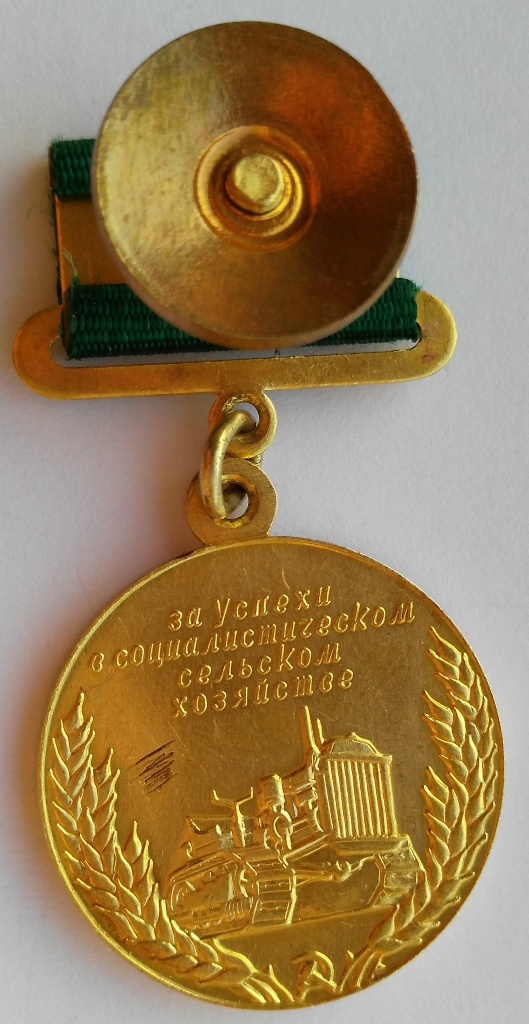 за успехи
в социалистическом
сельском
хозяйстве